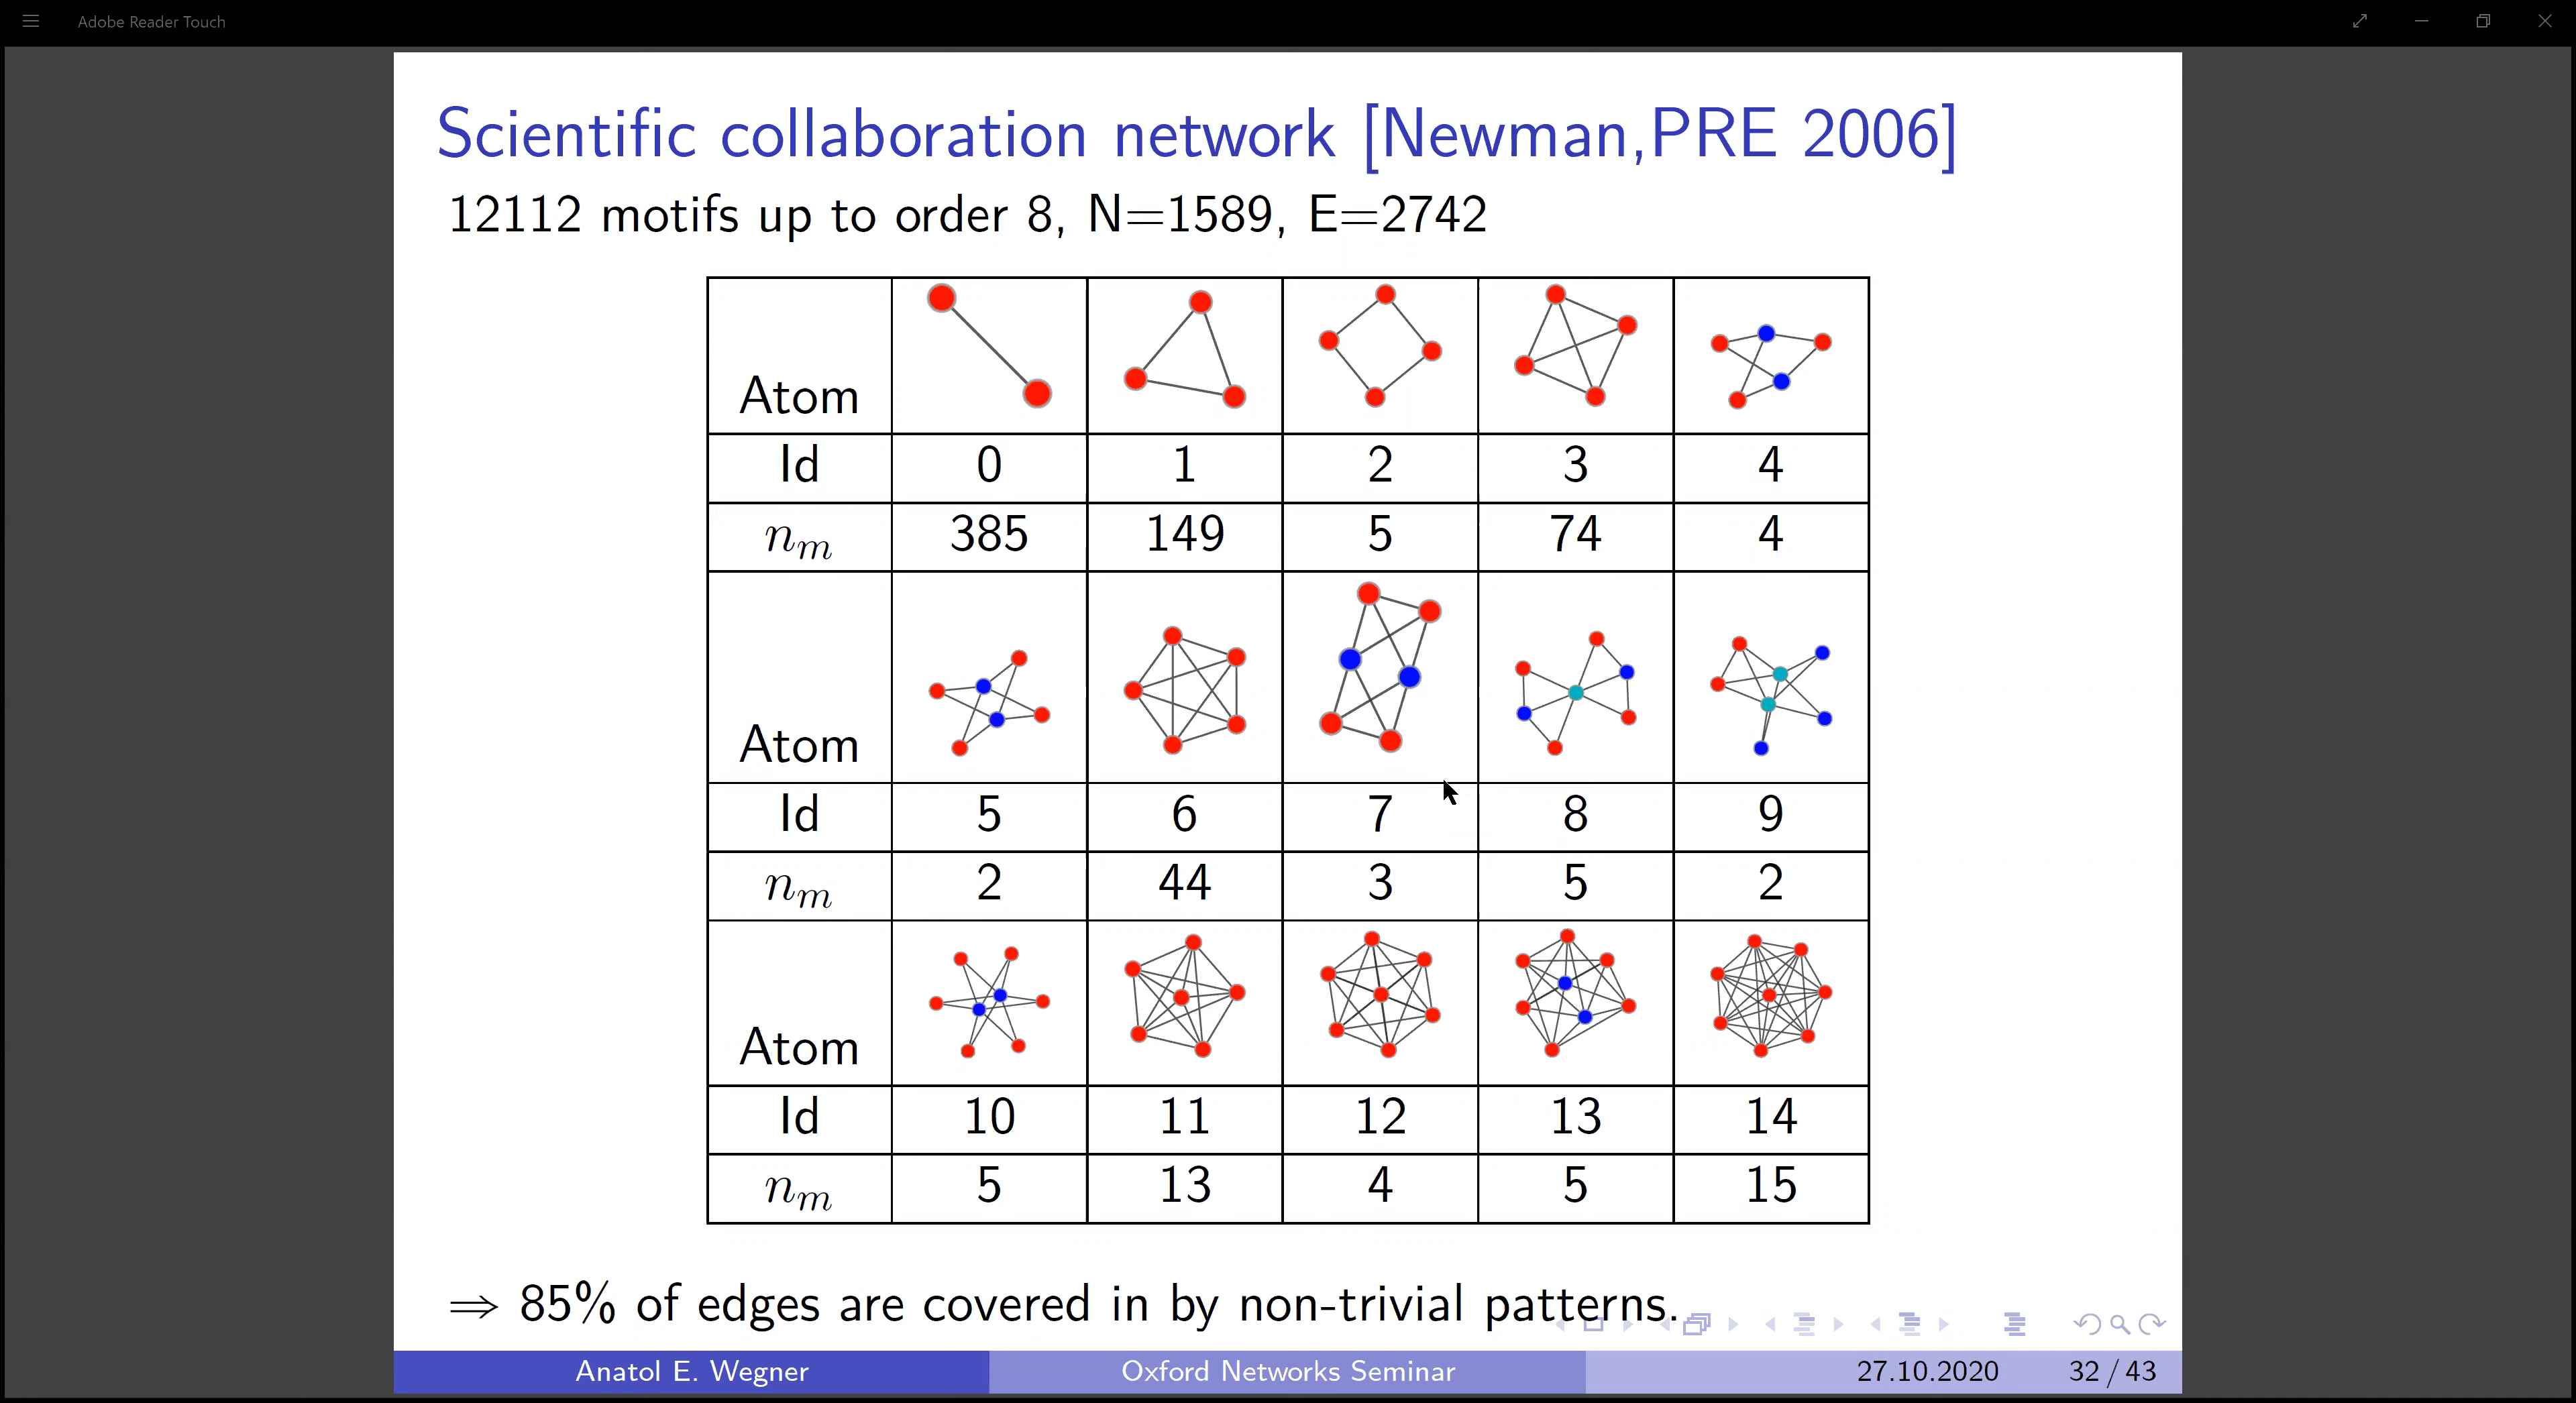 Adobe Reader Touch
Scientific collaboration network [Newman,PRE 2006]
12112 motifs up to order 8, N=1589, E=2742
Atom
Id 0 1 2 3 4
n_m 385 149 5 74 4
Atom
Id 5 6 7 8 9
n_m 2 44 3 5 2
Atom
Id 10 11 12 13 14
n_m 5 13 4 5 15
⇒ 85% of edges are covered in by non-trivial patterns.
Anatol E. Wegner Oxford Networks Seminar 27.10.2020 32 / 43